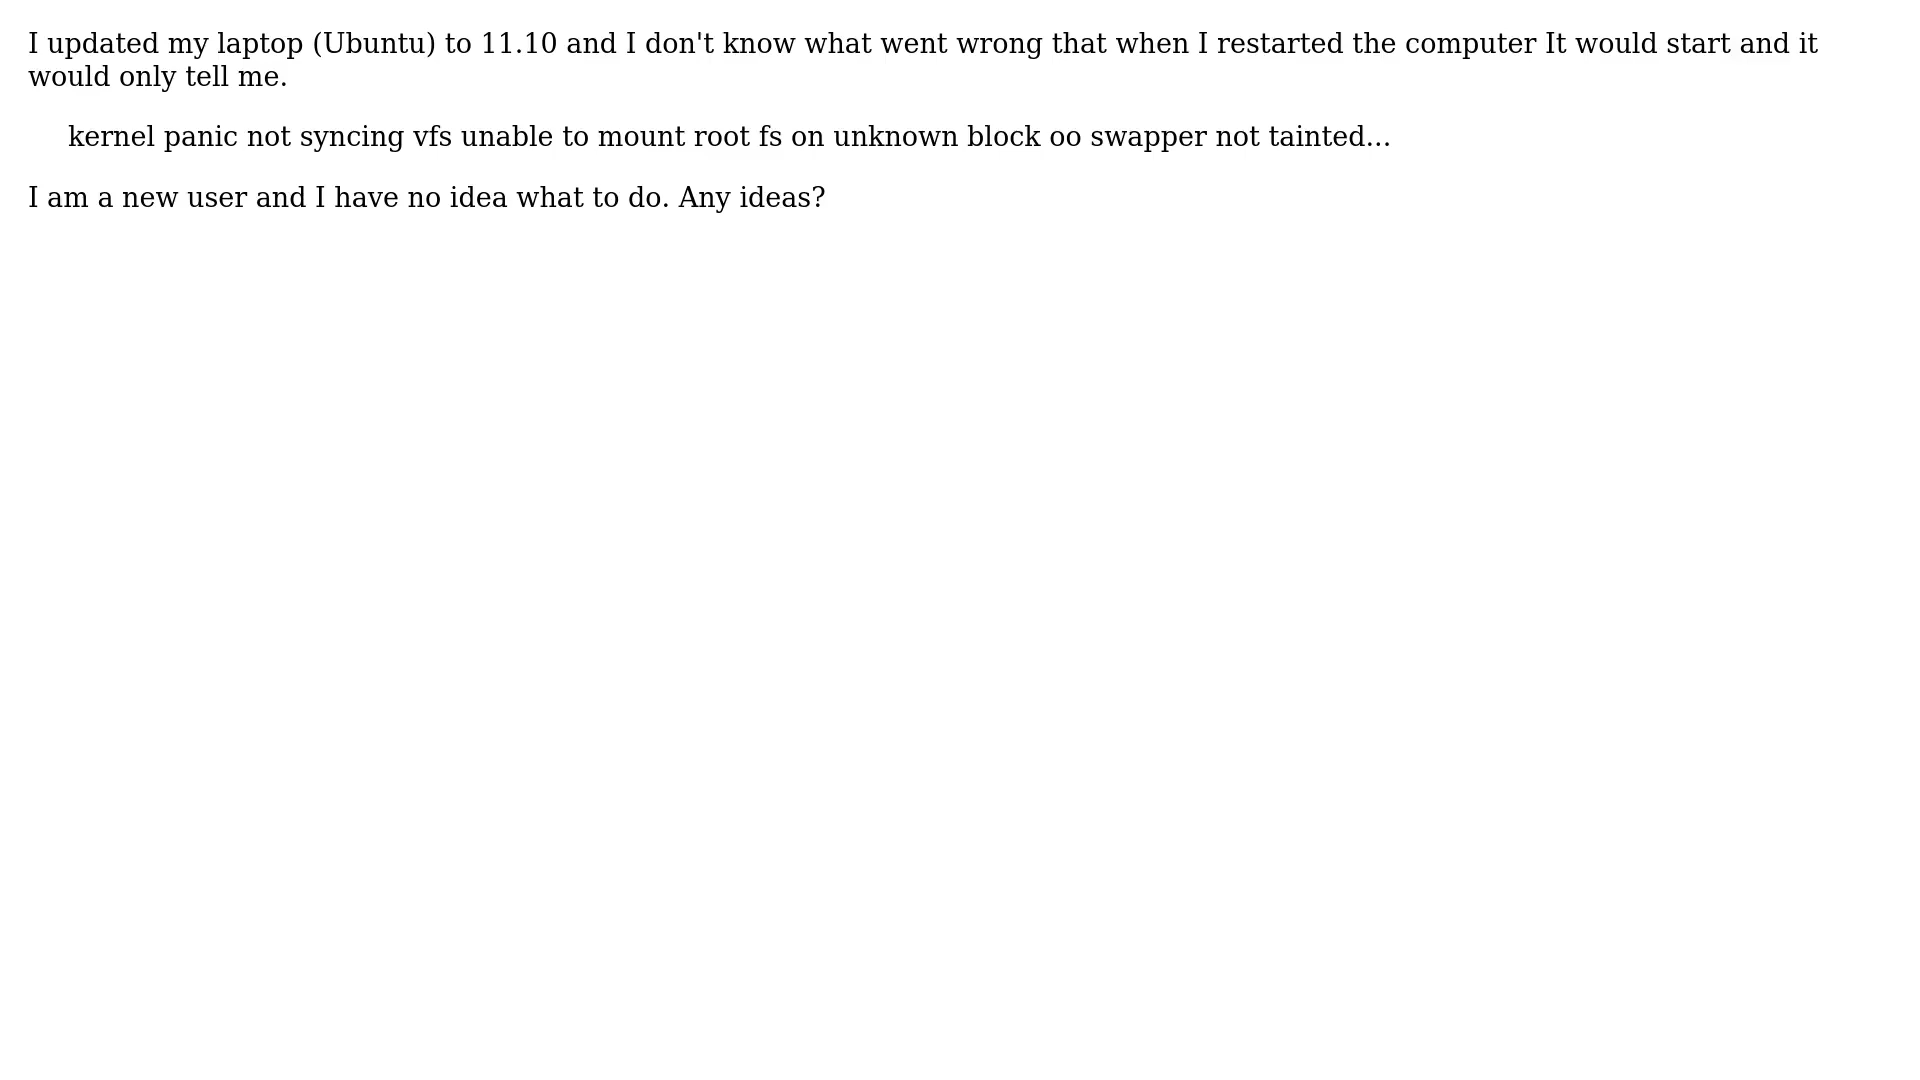 I updated my laptop (Ubuntu) to 11.10 and I don't know what went wrong that when I restarted the computer It would start and it
would only tell me.
kernel panic not syncing vfs unable to mount root fs on unknown block oo swapper not tainted...
I am a new user and I have no idea what to do. Any ideas?